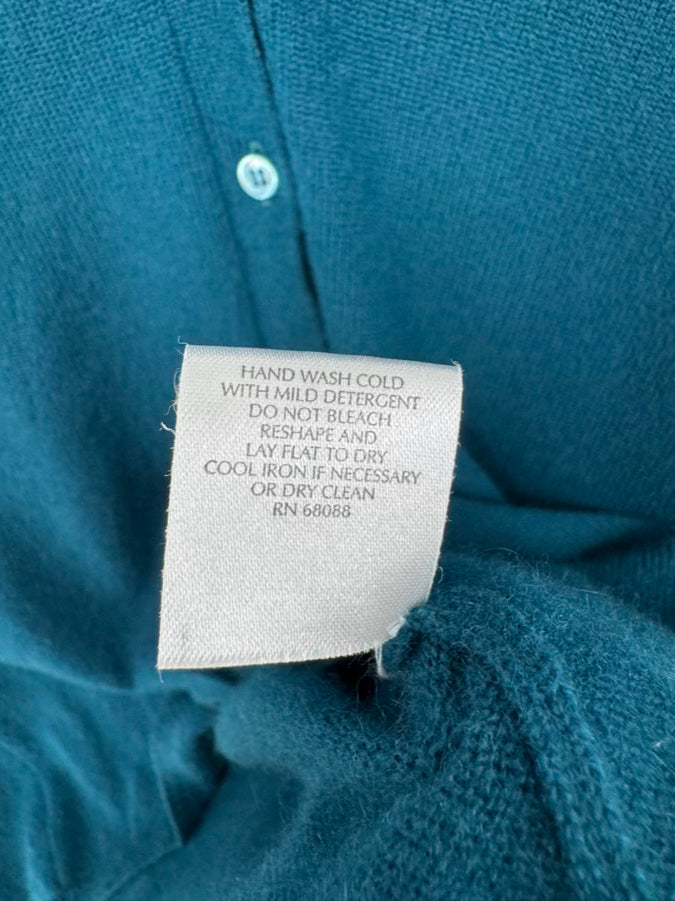 HAND WASH COLD
WITH MILD DETERGENT
DO NOT BLEACH
RESHAPE AND
LAY FLAT TO DRY
COOL IRON IF NECESSARY
OR DRY CLEAN
RN 68088